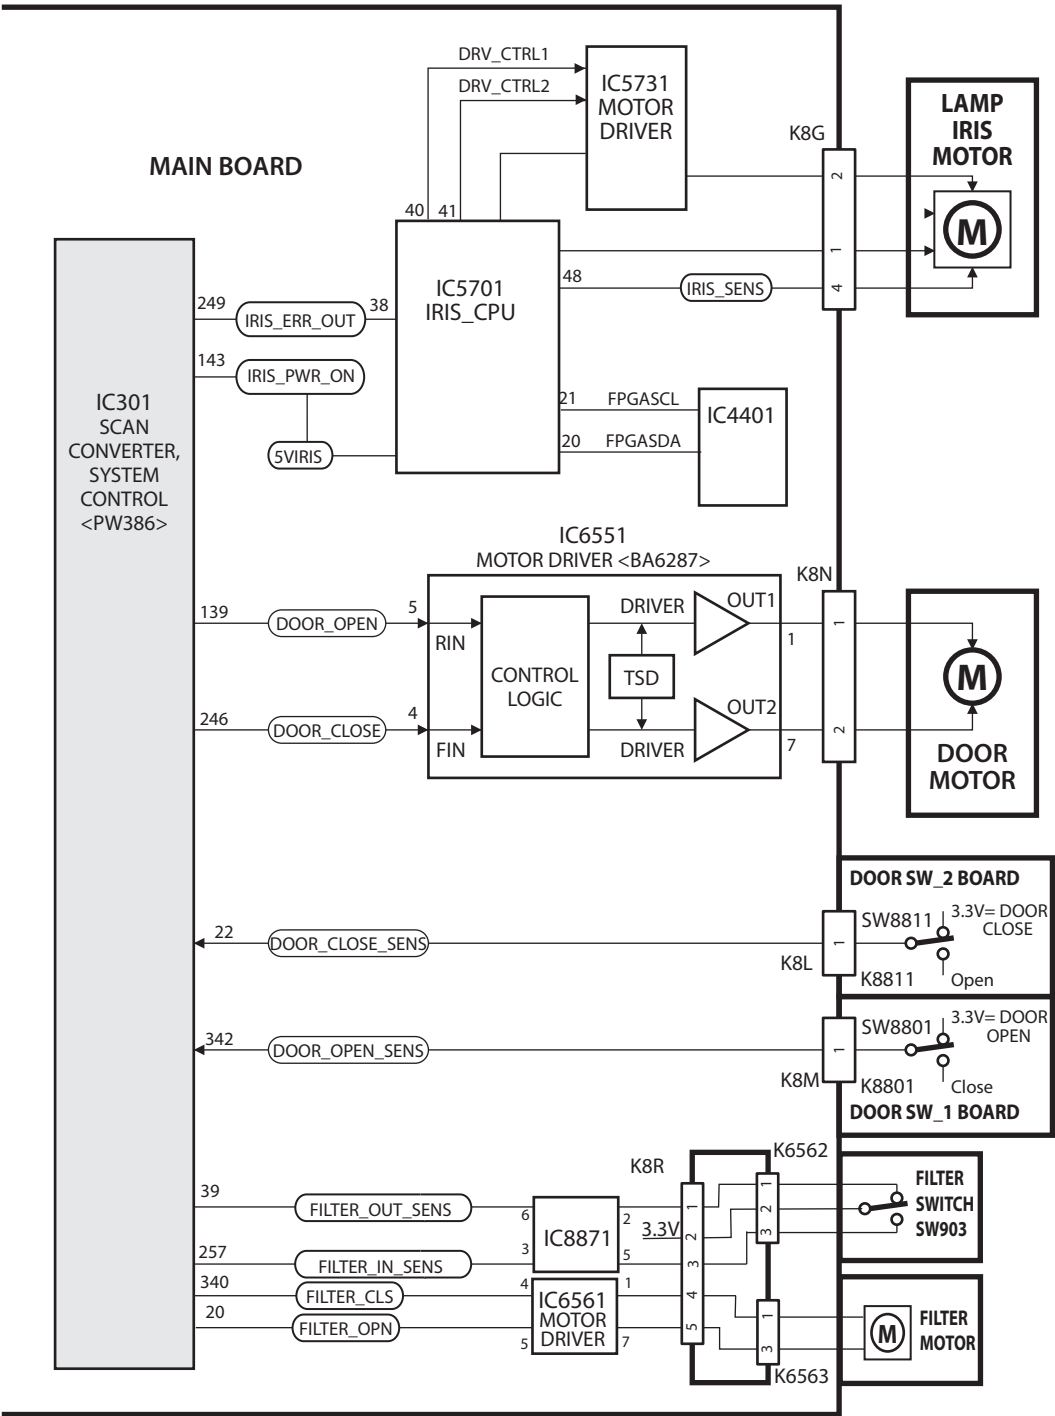 DRV_CTRL1
DRV_CTRL2
IC5731
MOTOR
DRIVER
MAIN BOARD
K8G
LAMP
IRIS
MOTOR
2
M
1
4
40
41
IC5701
IRIS_CPU
48
IRIS_SENS
249
IRIS_ERR_OUT
38
143
IRIS_PWR_ON
5VIRIS
21
FPGASCL
20
FPGASDA
IC4401
IC301
SCAN
CONVERTER,
SYSTEM
CONTROL
<PW386>
IC6551
MOTOR DRIVER <BA6287>
K8N
139
DOOR_OPEN
5
RIN
DRIVER
OUT1
1
1
CONTROL
LOGIC
TSD
M
246
DOOR_CLOSE
4
FIN
DRIVER
OUT2
7
2
DOOR
MOTOR
DOOR SW_2 BOARD
22
DOOR_CLOSE_SENS
K8L
1
SW8811
3.3V= DOOR
CLOSE
K8811
Open
342
DOOR_OPEN_SENS
K8M
1
SW8801
3.3V= DOOR
OPEN
K8801
Close
DOOR SW_1 BOARD
K8R
K6562
39
FILTER_OUT_SENS
6
IC8871
2
1
3.3V
2
1
2
3
FILTER
SWITCH
SW903
257
FILTER_IN_SENS
3
5
3
340
FILTER_CLS
4
IC6561
MOTOR
DRIVER
1
4
20
FILTER_OPN
5
7
5
1
3
K6563
M
FILTER
MOTOR